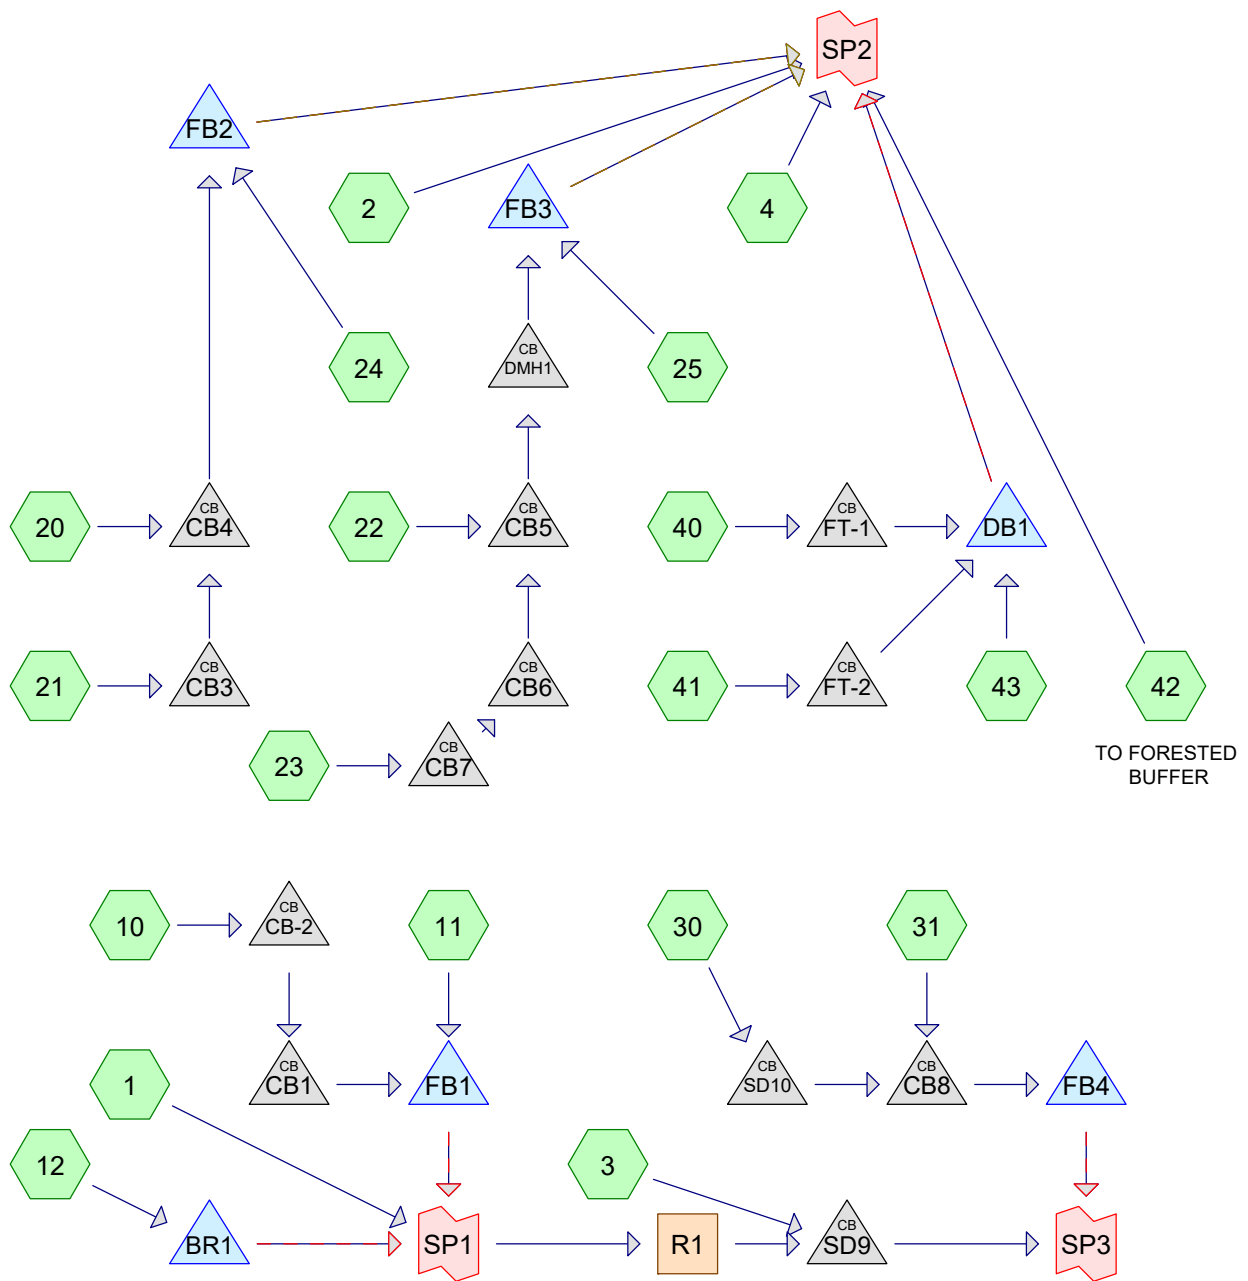 SP2
FB2
2
FB3
4
24
CB
DMH1
25
20
CB
CB4
22
CB
CB5
40
CB
FT-1
DB1
21
CB
CB3
CB
CB6
41
CB
FT-2
43
42
23
CB
CB7
TO FORESTED
BUFFER
10
CB
CB-2
11
30
31
1
CB
CB1
FB1
CB
SD10
CB
CB8
FB4
12
3
BR1
SP1
R1
CB
SD9
SP3